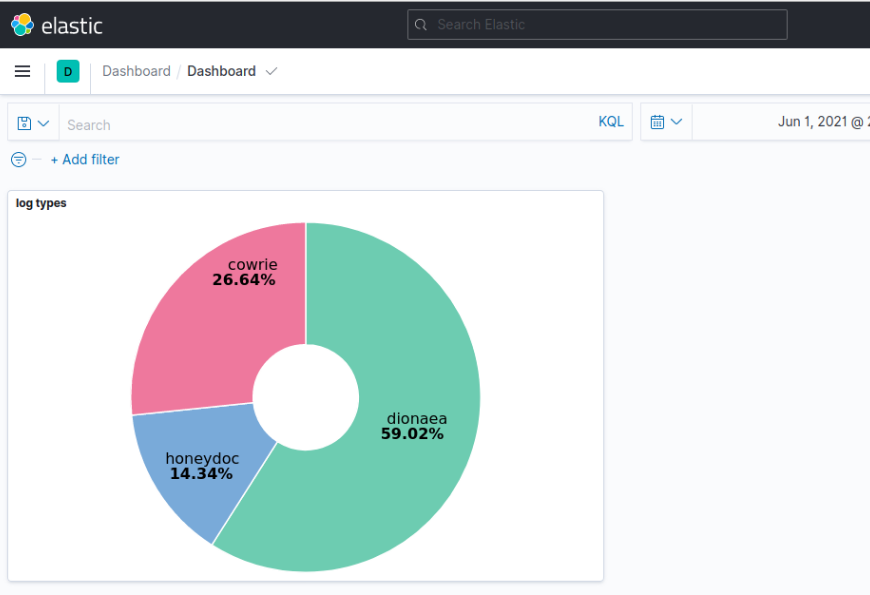 elastic
Search Elastic
D
Dashboard / Dashboard
Search
KQL
Jun 1, 2021 @
+ Add filter
log types
cowrie
26.64%
dionaea
59.02%
honeydoc
14.34%